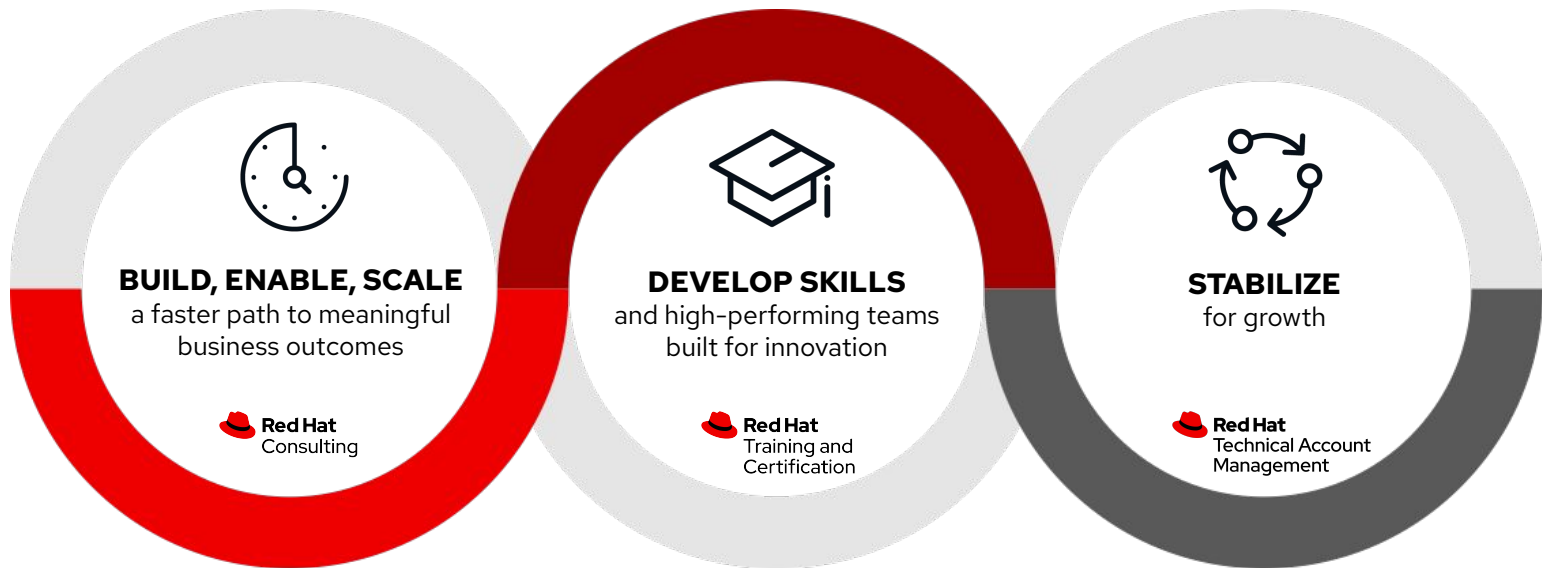 BUILD, ENABLE, SCALE
a faster path to meaningful
business outcomes
Red Hat
Consulting
DEVELOP SKILLS
and high-performing teams
built for innovation
Red Hat
Training and
Certification
STABILIZE
for growth
Red Hat
Technical Account
Management